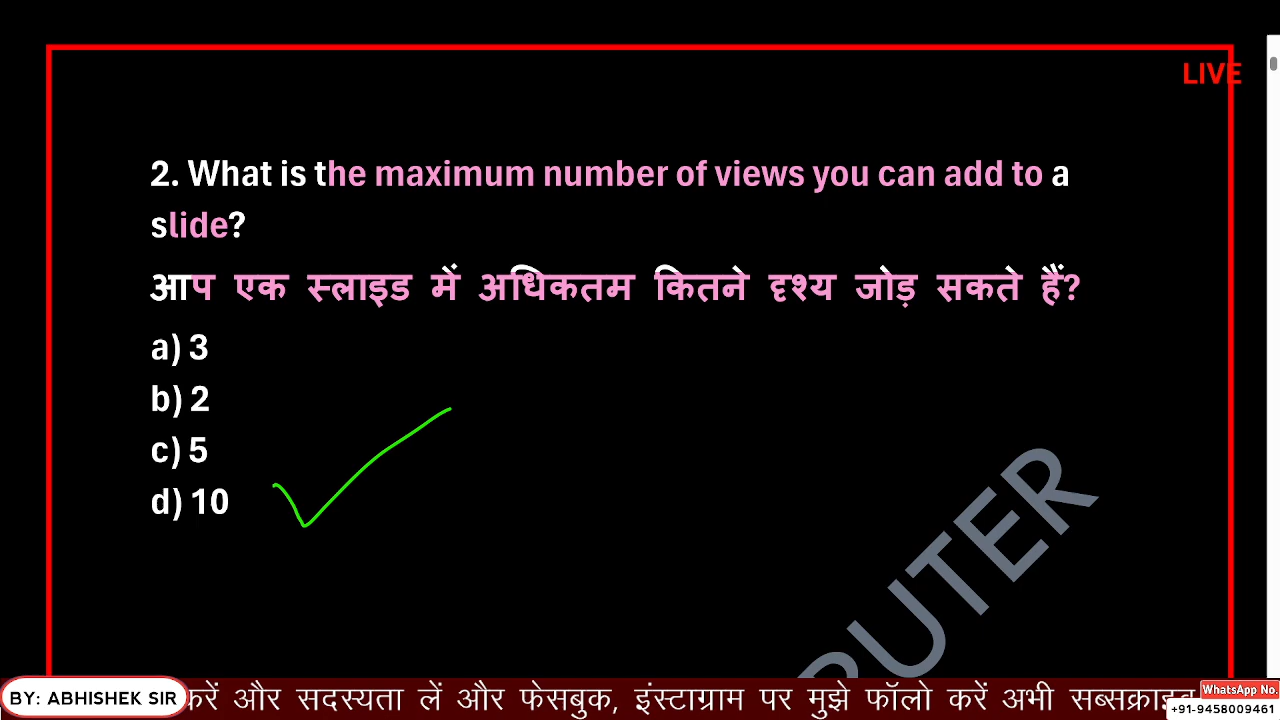 LIVE
2. What is the maximum number of views you can add to a
slide?
आप एक स्लाइड में अधिकतम कितने दृश्य जोड़ सकते हैं?
a) 3
b) 2
c) 5
d) 10
PUTER
BY: ABHISHEK SIR
करें और सदस्यता लें और फेसबुक, इंस्टाग्राम पर मुझे फॉलो करें अभी सब्सक्राइब
WhatsApp No.
+91-9458009461